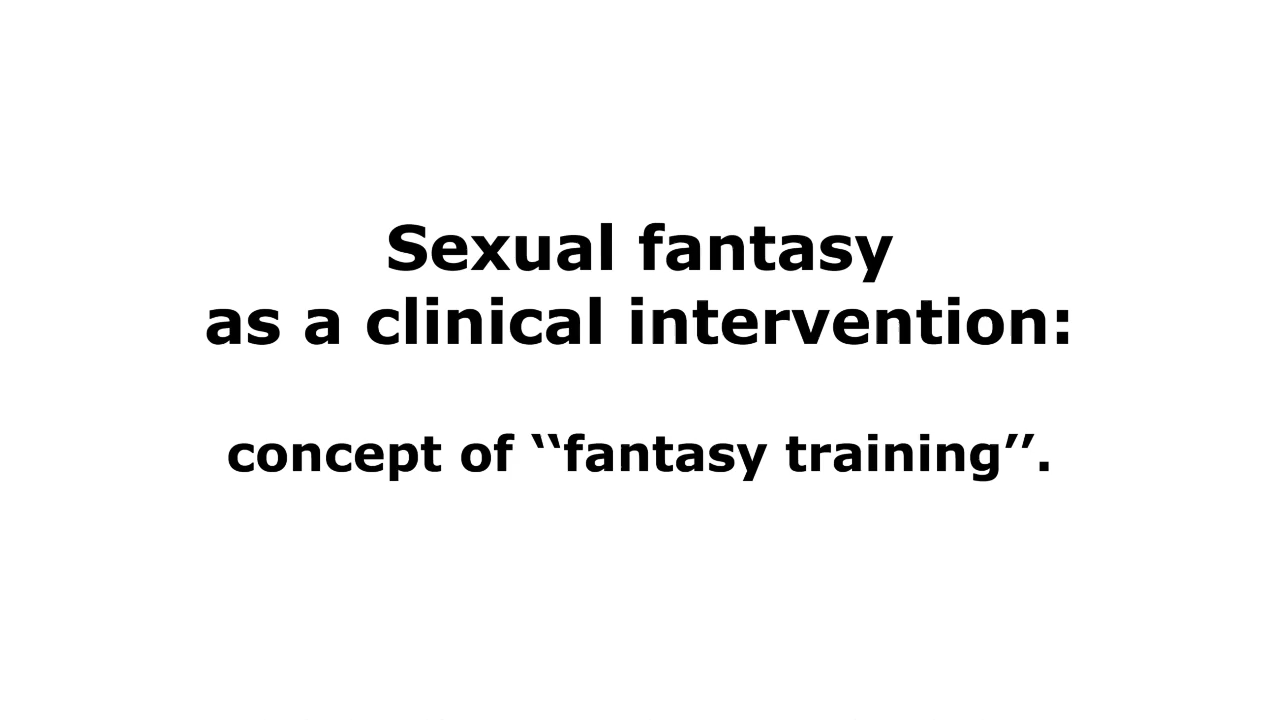 Sexual fantasy
as a clinical intervention:
concept of ‘‘fantasy training’’.